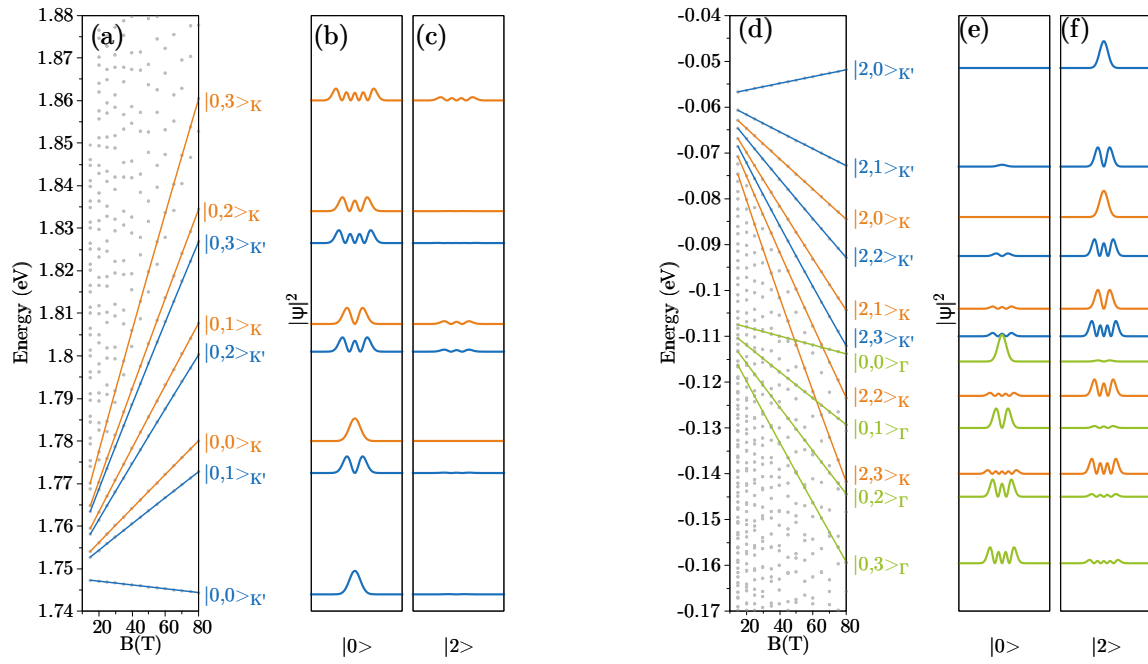 (a)
Energy (eV)
1.88
1.87
1.86
1.85
1.84
1.83
1.82
1.81
1.8
1.79
1.78
1.77
1.76
1.75
1.74
20 40 60 80
B(T)
|0,3>K
|0,2>K
|0,3>K'
|0,1>K
|0,2>K'
|0,0>K
|0,1>K'
|0,0>K'
(b)
|ψ|²
|0>
(c)
|2>
(d)
Energy (eV)
-0.04
-0.05
-0.06
-0.07
-0.08
-0.09
-0.1
-0.11
-0.12
-0.13
-0.14
-0.15
-0.16
-0.17
20 40 60 80
B(T)
|2,0>K'
|2,1>K'
|2,0>K
|2,2>K'
|2,1>K
|2,3>K'
|0,0>Γ
|2,2>K
|0,1>Γ
|2,3>K
|0,2>Γ
|0,3>Γ
(e)
|ψ|²
|0>
(f)
|2>